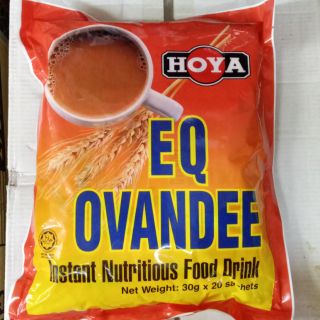 HOYA
EQ
OVANDEE
Instant Nutritious Food Drink
Net Weight: 30g x 20 sachets